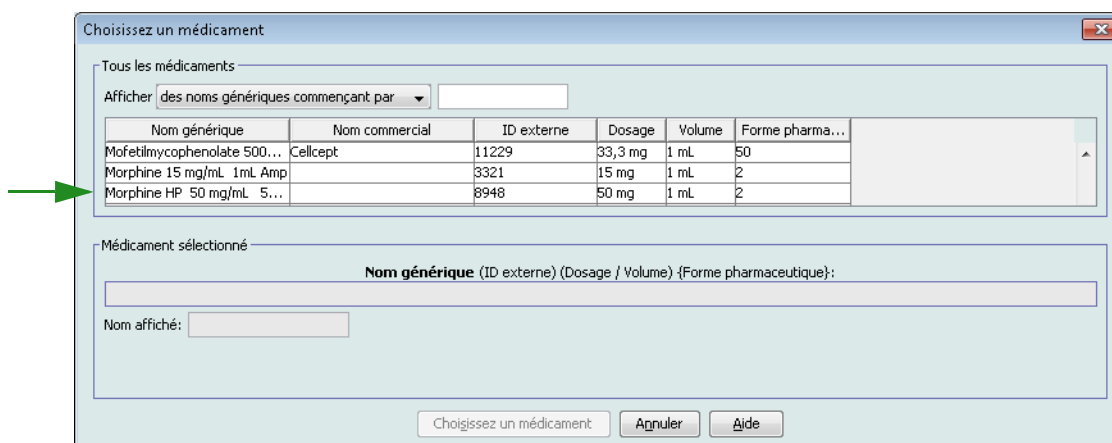 Choisissez un médicament
Tous les médicaments
Afficher des noms génériques commençant par
Nom générique Nom commercial ID externe Dosage Volume Forme pharma...
Mofetilmycophenolate 500... Cellcept 11229 33,3 mg 1 mL 50
Morphine 15 mg/mL 1mL Amp 3321 15 mg 1 mL 2
Morphine HP 50 mg/mL 5... 8948 50 mg 1 mL 2
Médicament sélectionné
Nom générique (ID externe) (Dosage / Volume) {Forme pharmaceutique}:
Nom affiché:
Choisissez un médicament Annuler Aide